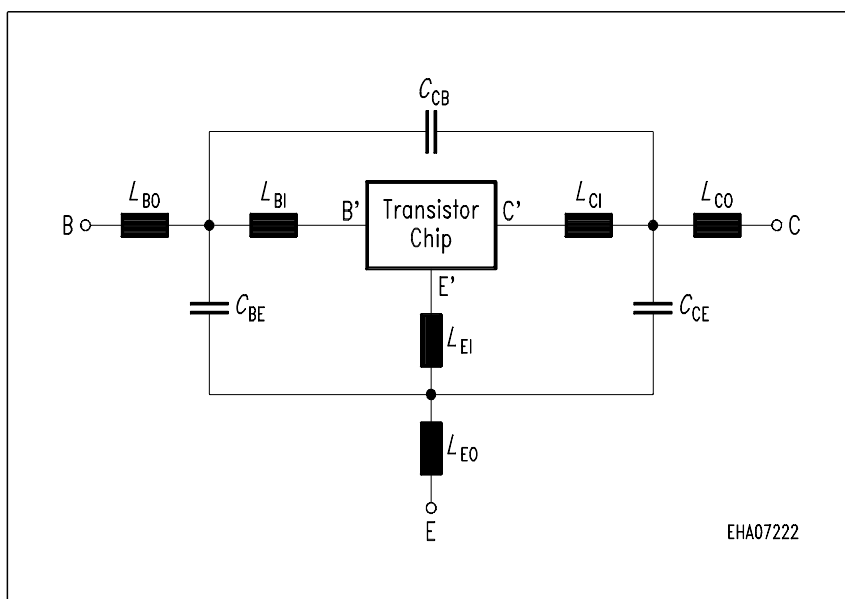 C_CB
L_BO
L_BI
B'
Transistor
Chip
C'
L_CI
L_CO
B
C
E'
C_BE
L_EI
C_CE
L_EO
E
EHA07222